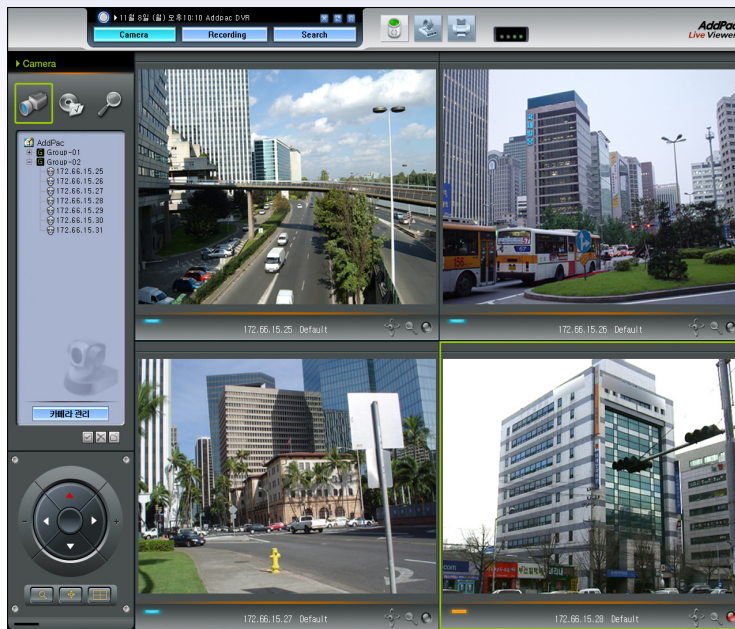 11월 8일 (월) 오후10:10 Addpac DVR
Camera
Recording
Search
AddPac
Live Viewer
Camera
AddPac
Group-01
Group-02
172.66.15.25
172.66.15.26
172.66.15.27
172.66.15.28
172.66.15.29
172.66.15.30
172.66.15.31
카메라 관리
156
57
172.66.15.25 Default
172.66.15.26 Default
.com
172.66.15.27 Default
172.66.15.28 Default